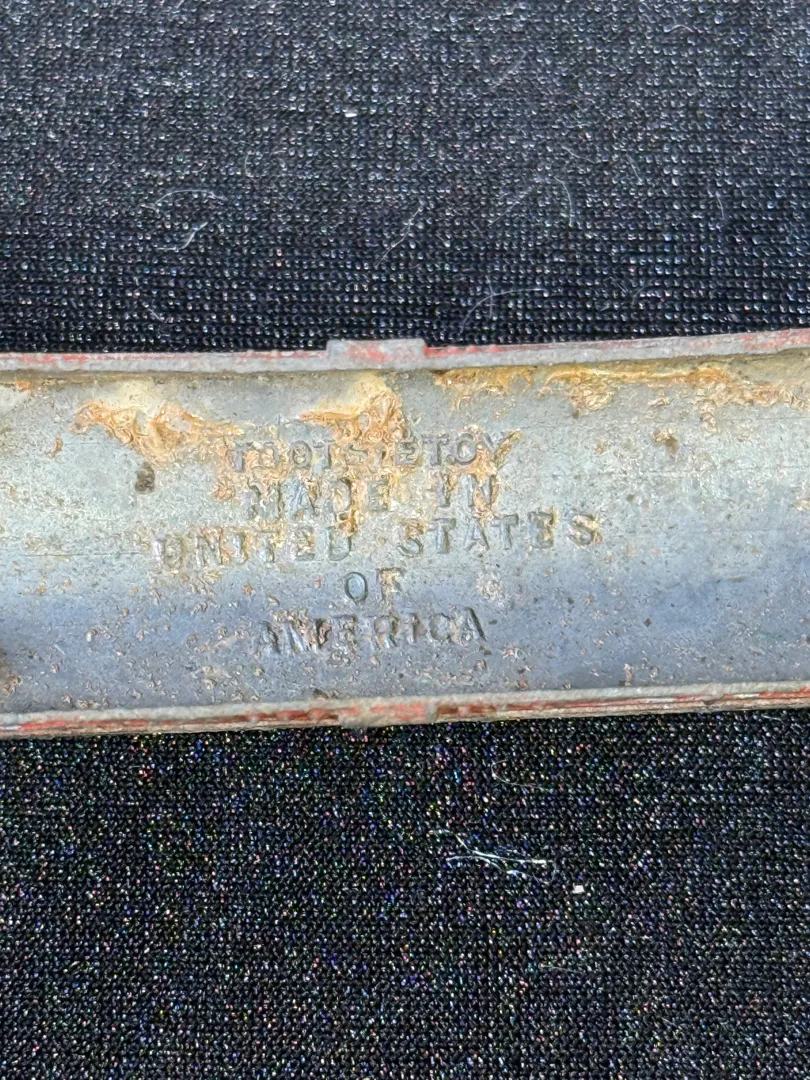 TOOTSIETOY
MADE IN
UNITED STATES
OF
AMERICA